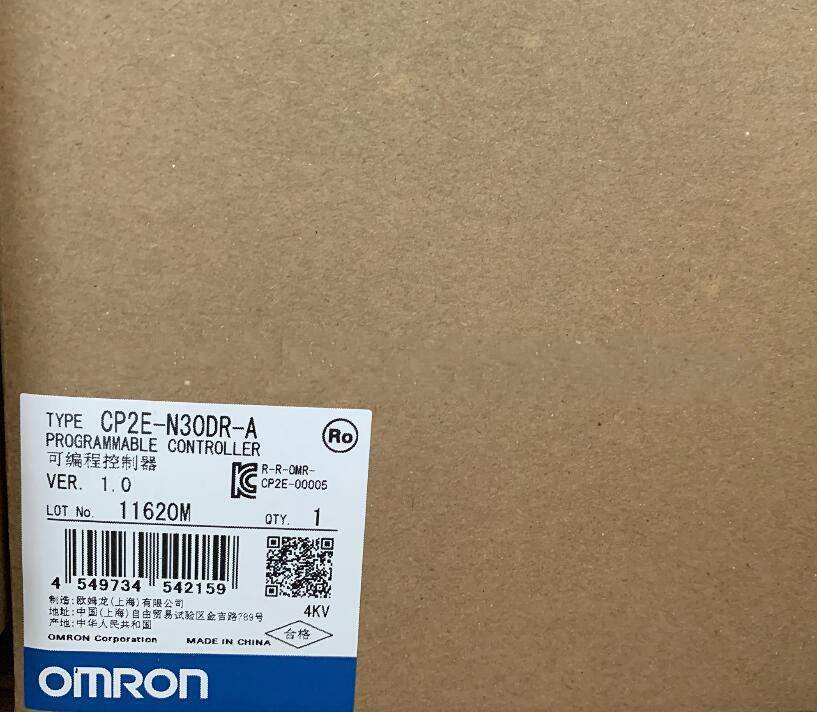 TYPE CP2E-N30DR-A
Ro
PROGRAMMABLE CONTROLLER
可编程控制器
R-R-OMR-
CP2E-00005
VER. 1.0
LOT No. 11620M
QTY. 1
4 549734 542159
4KV
制造:欧姆龙(上海)有限公司
地址:中国(上海)自由贸易试验区金吉路789号
产地:中华人民共和国
合格
OMRON Corporation MADE IN CHINA
OMRON